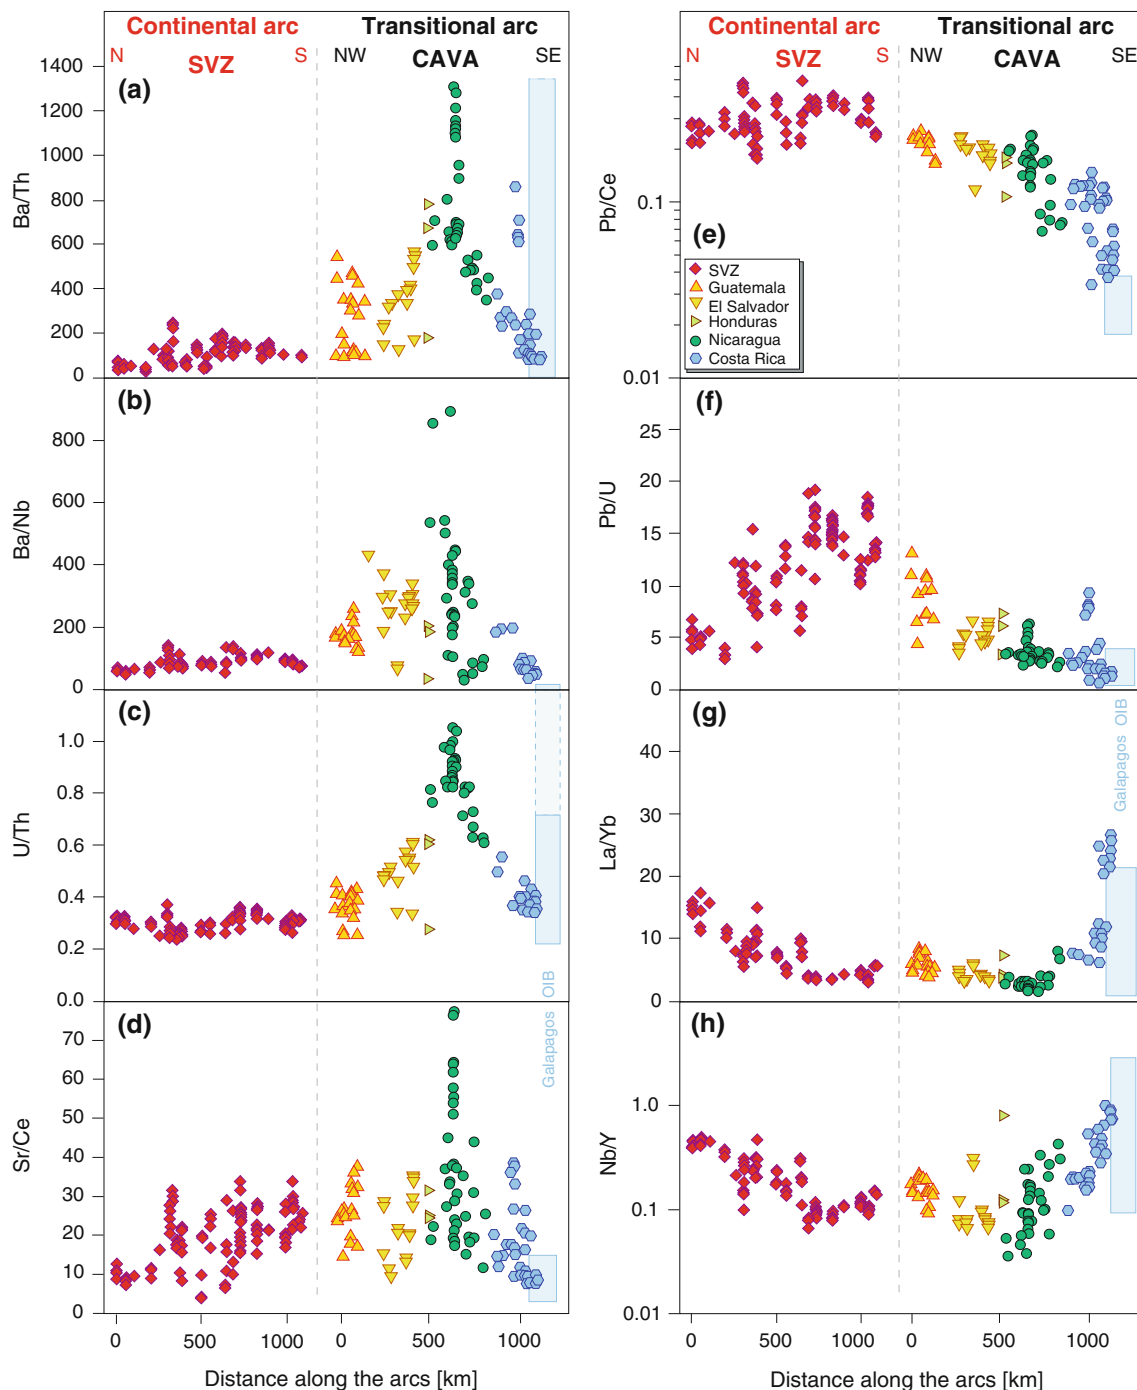 Continental arc
Transitional arc
N
SVZ
S
NW
CAVA
SE
1400
1200
1000
800
600
400
200
0
Ba/Th
(a)
800
600
400
200
0
Ba/Nb
(b)
1.0
0.8
0.6
0.4
0.2
0.0
U/Th
(c)
Galapagos OIB
70
60
50
40
30
20
10
0
Sr/Ce
(d)
0
500
1000
0
500
1000
Distance along the arcs [km]
Continental arc
Transitional arc
N
SVZ
S
NW
CAVA
SE
0.1
0.01
Pb/Ce
(e)
SVZ
Guatemala
El Salvador
Honduras
Nicaragua
Costa Rica
25
20
15
10
5
0
Pb/U
(f)
40
30
20
10
0
La/Yb
(g)
Galapagos OIB
1.0
0.1
0.01
Nb/Y
(h)
0
500
1000
0
500
1000
Distance along the arcs [km]